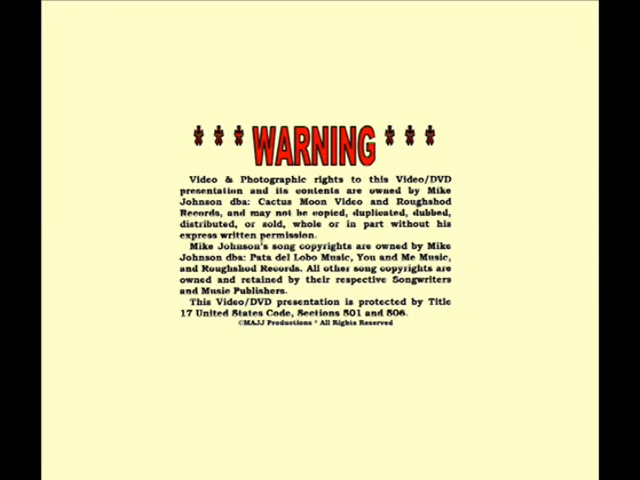 * * * WARNING * * *
Video & Photographic rights to this Video/DVD
presentation and its contents are owned by Mike
Johnson dba: Cactus Moon Video and Roughshod
Records, and may not be copied, duplicated, dubbed,
distributed, or sold, whole or in part without his
express written permission.
Mike Johnson's song copyrights are owned by Mike
Johnson dba: Pata del Lobo Music, You and Me Music,
and Roughshod Records. All other song copyrights are
owned and retained by their respective Songwriters
and Music Publishers.
This Video/DVD presentation is protected by Title
17 United States Code, Sections 501 and 506.
©MAJJ Productions * All Rights Reserved